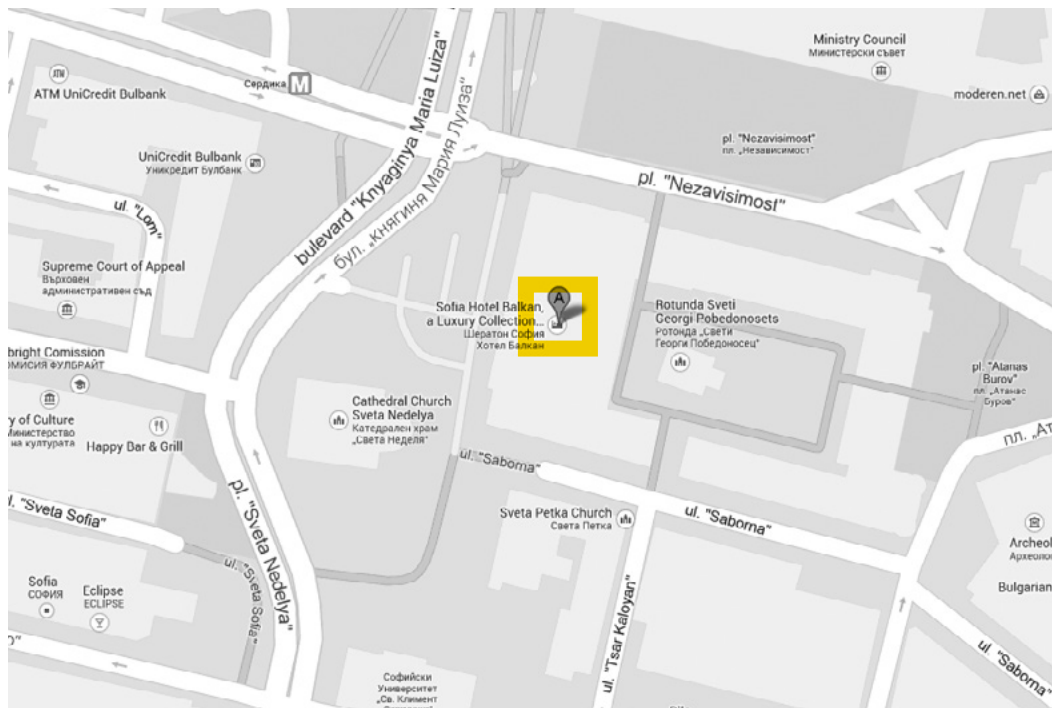 Ministry Council
Министерски съвет
ATM UniCredit Bulbank
Сердика M
moderen.net
bulevard "Knyaginya Maria Luiza"
бул. „Княгиня Мария Луиза“
pl. "Nezavisimost"
пл. „Независимост“
UniCredit Bulbank
Уникредит Булбанк
pl. "Nezavisimost"
ul. "Lom"
Supreme Court of Appeal
Върховен
административен съд
A
Sofia Hotel Balkan,
a Luxury Collection...
Шератон София
Хотел Балкан
Rotunda Sveti
Georgi Pobedonosets
Ротонда „Свети
Георги Победоносец“
bright Comission
ОМИСИЯ ФУЛБРАЙТ
pl. "Atanas
Burov"
пл. „Атанас
Буров“
Cathedral Church
Sveta Nedelya
Катедрален храм
„Света Неделя“
y of Culture
Министерство
на културата
Happy Bar & Grill
пл. „Ат
ul. "Saborna"
pl. "Sveta Nedelya"
l. "Sveta Sofia"
Sveta Petka Church
Света Петка
ul. "Saborna"
Archeol
Археолог
Bulgarian
ul. "Sveta Sofia"
Sofia
СОФИЯ
Eclipse
ECLIPSE
ul. "Tsar Kaloyan"
ul. "Saborna"
Софийски
Университет
„Св. Климент